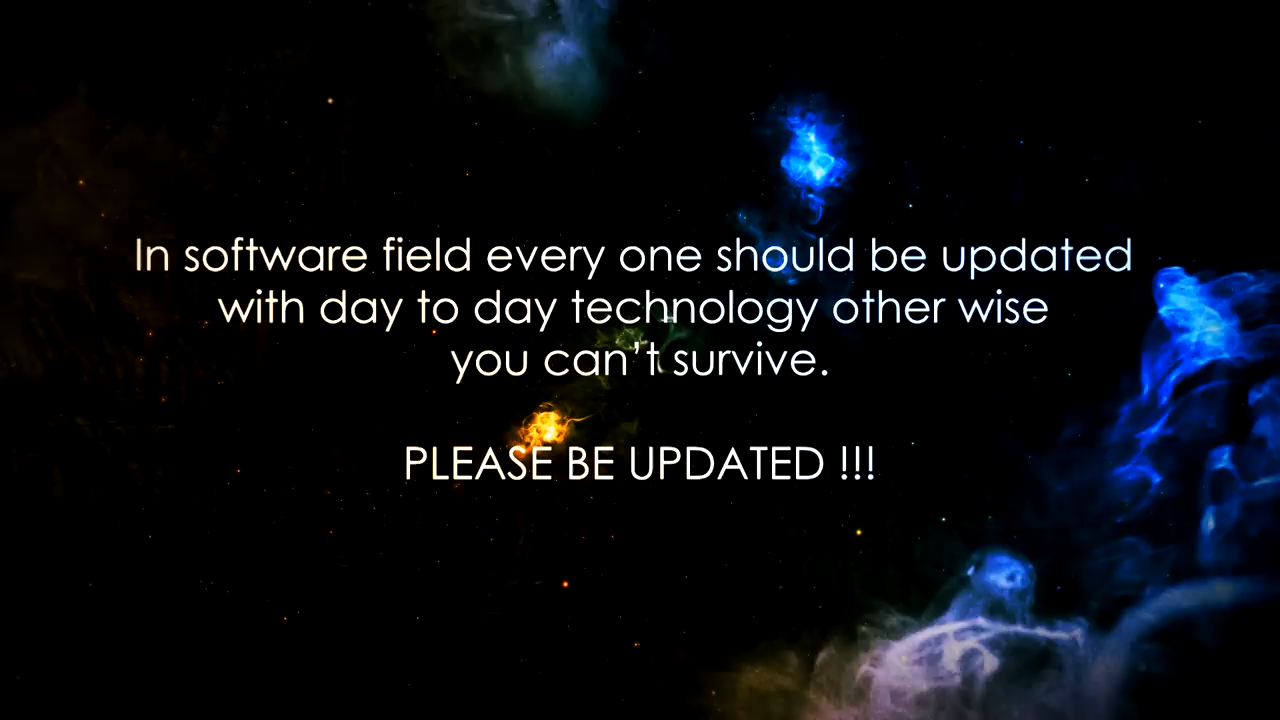 In software field every one should be updated
with day to day technology other wise
you can’t survive.
PLEASE BE UPDATED !!!